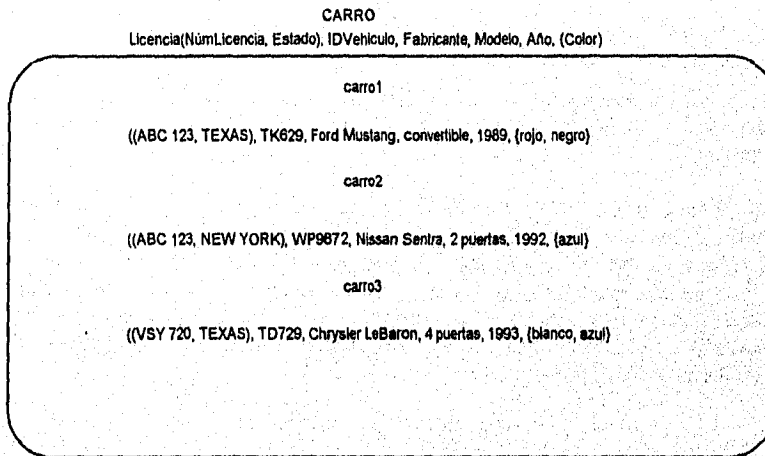 CARRO
Licencia(NúmLicencia, Estado), IDVehículo, Fabricante, Modelo, Año, (Color)
carro1
((ABC 123, TEXAS), TK629, Ford Mustang, convertible, 1989, {rojo, negro}
carro2
((ABC 123, NEW YORK), WP9872, Nissan Sentra, 2 puertas, 1992, {azul}
carro3
((VSY 720, TEXAS), TD729, Chrysler LeBaron, 4 puertas, 1993, {blanco, azul}